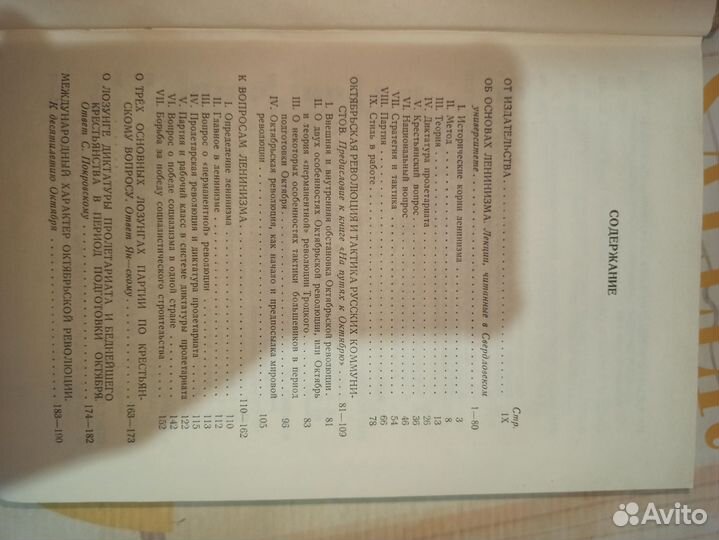 СОДЕРЖАНИЕ
Стр.
ОТ ИЗДАТЕЛЬСТВА . . . . . . . . . . IX
ОБ ОСНОВАХ ЛЕНИНИЗМА. Лекции, читанные в Свердловском
университете . . . . . . . . . . 1—80
I. Исторические корни ленинизма . . . . . . . . . . 3
II. Метод . . . . . . . . . . 8
III. Теория . . . . . . . . . . 13
IV. Диктатура пролетариата . . . . . . . . . . 26
V. Крестьянский вопрос . . . . . . . . . . 36
VI. Национальный вопрос . . . . . . . . . . 46
VII. Стратегия и тактика . . . . . . . . . . 54
VIII. Партия . . . . . . . . . . 66
IX. Стиль в работе . . . . . . . . . . 78
ОКТЯБРЬСКАЯ РЕВОЛЮЦИЯ И ТАКТИКА РУССКИХ КОММУНИ-
СТОВ. Предисловие к книге «На путях к Октябрю» . . . 81—109
I. Внешняя и внутренняя обстановка Октябрьской революции . 81
II. О двух особенностях Октябрьской революции, или Октябрь
и теория «перманентной» революции Троцкого . . . . . 83
III. О некоторых особенностях тактики большевиков в период
подготовки Октября . . . . . . . . . . 96
IV. Октябрьская революция, как начало и предпосылка мировой
революции . . . . . . . . . . 105
К ВОПРОСАМ ЛЕНИНИЗМА . . . . . . . . . . 110—162
I. Определение ленинизма . . . . . . . . . . 110
II. Главное в ленинизме . . . . . . . . . . 112
III. Вопрос о «перманентной» революции . . . . . . . . . . 113
IV. Пролетарская революция и диктатура пролетариата . . . . 115
V. Партия и рабочий класс в системе диктатуры пролетариата 122
VI. Вопрос о победе социализма в одной стране . . . . . . 142
VII. Борьба за победу социалистического строительства . . . . 152
О ТРЁХ ОСНОВНЫХ ЛОЗУНГАХ ПАРТИИ ПО КРЕСТЬЯН-
СКОМУ ВОПРОСУ. Ответ Ян—скому . . . . . . . . . . 163—173
О ЛОЗУНГЕ ДИКТАТУРЫ ПРОЛЕТАРИАТА И БЕДНЕЙШЕГО
КРЕСТЬЯНСТВА В ПЕРИОД ПОДГОТОВКИ ОКТЯБРЯ.
Ответ С. Покровскому . . . . . . . . . . 174—182
МЕЖДУНАРОДНЫЙ ХАРАКТЕР ОКТЯБРЬСКОЙ РЕВОЛЮЦИИ.
К десятилетию Октября . . . . . . . . . . 183—190
Avito